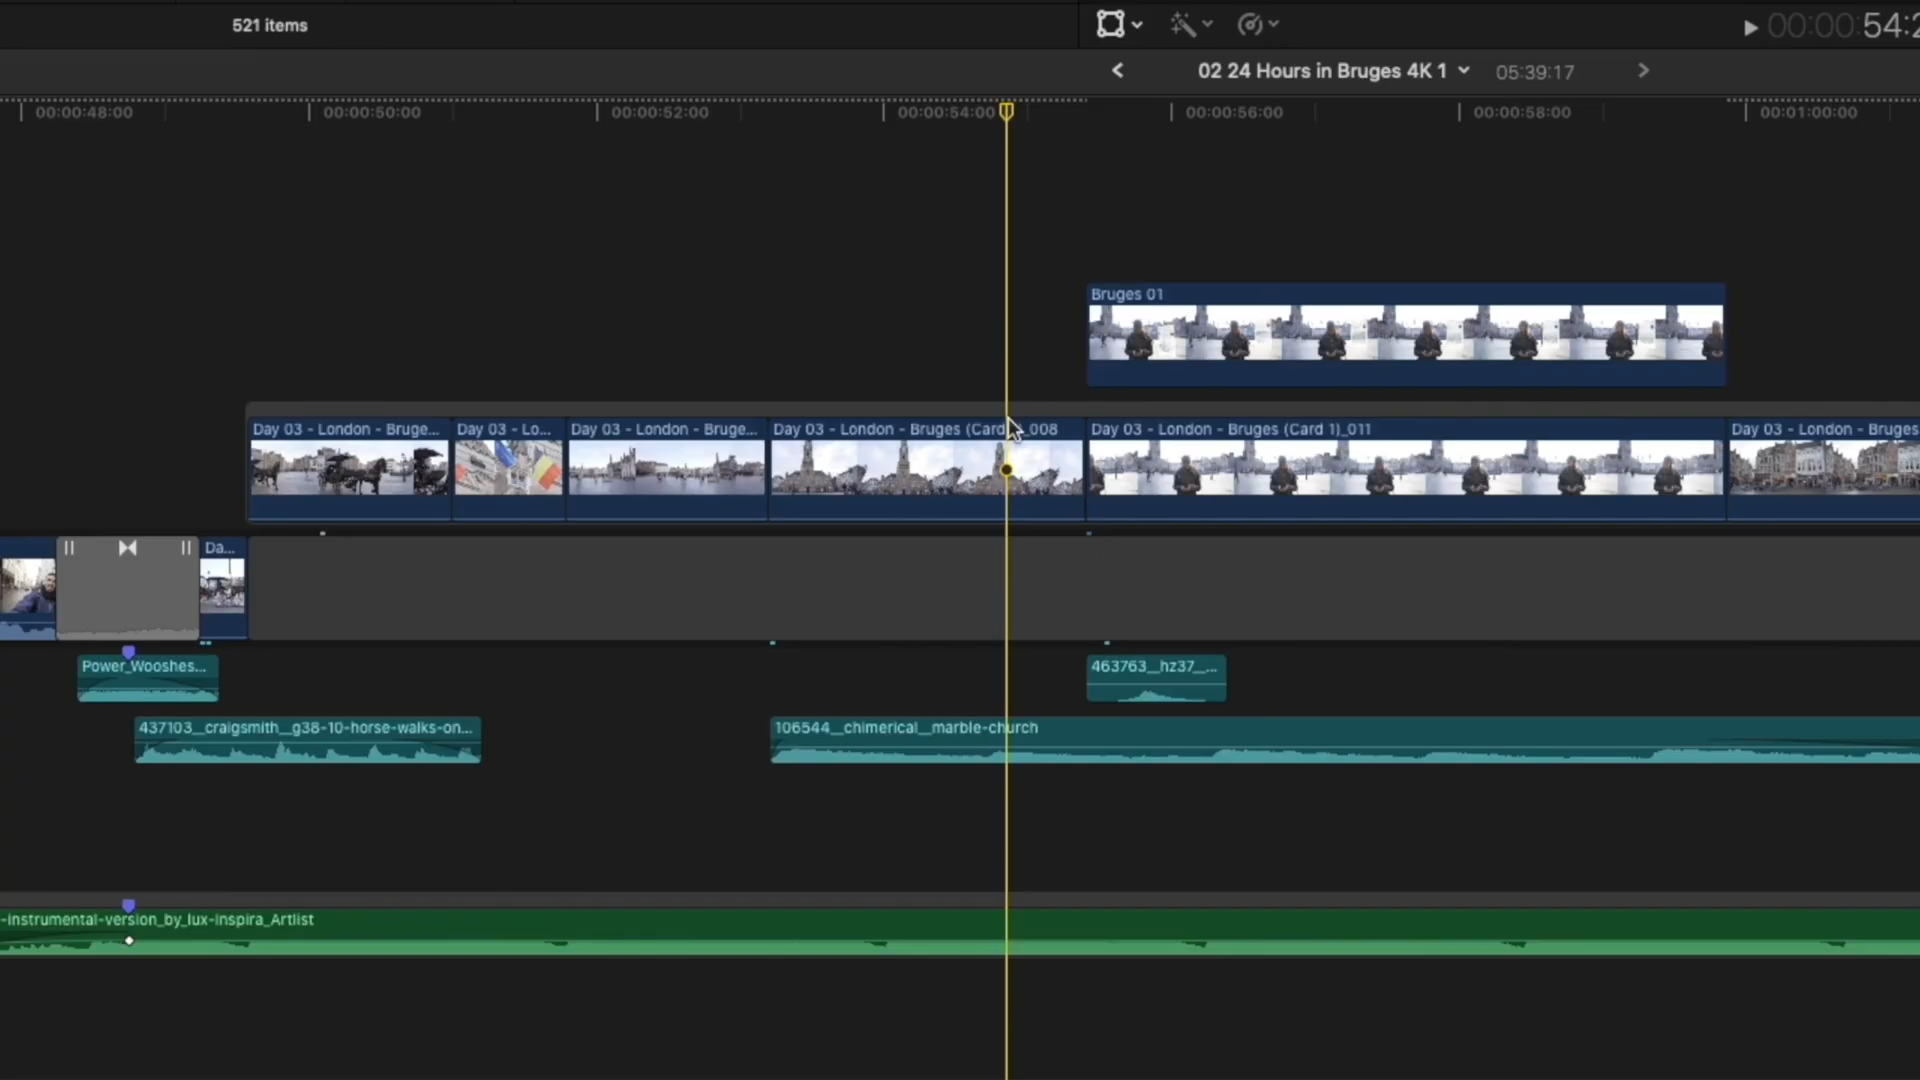 521 items
00:00:54:2
02 24 Hours in Bruges 4K 1 05:39:17
00:00:48:00 00:00:50:00 00:00:52:00 00:00:54:00 00:00:56:00 00:00:58:00 00:01:00:00
Bruges 01
Day 03 - London - Bruge... Day 03 - Lo... Day 03 - London - Bruge... Day 03 - London - Bruges (Card _008 Day 03 - London - Bruges (Card 1)_011 Day 03 - London - Bruges
Da...
Power_Wooshes... 463763__hz37__...
437103__craigsmith__g38-10-horse-walks-on... 106544__chimerical__marble-church
-instrumental-version_by_lux-inspira_Artlist